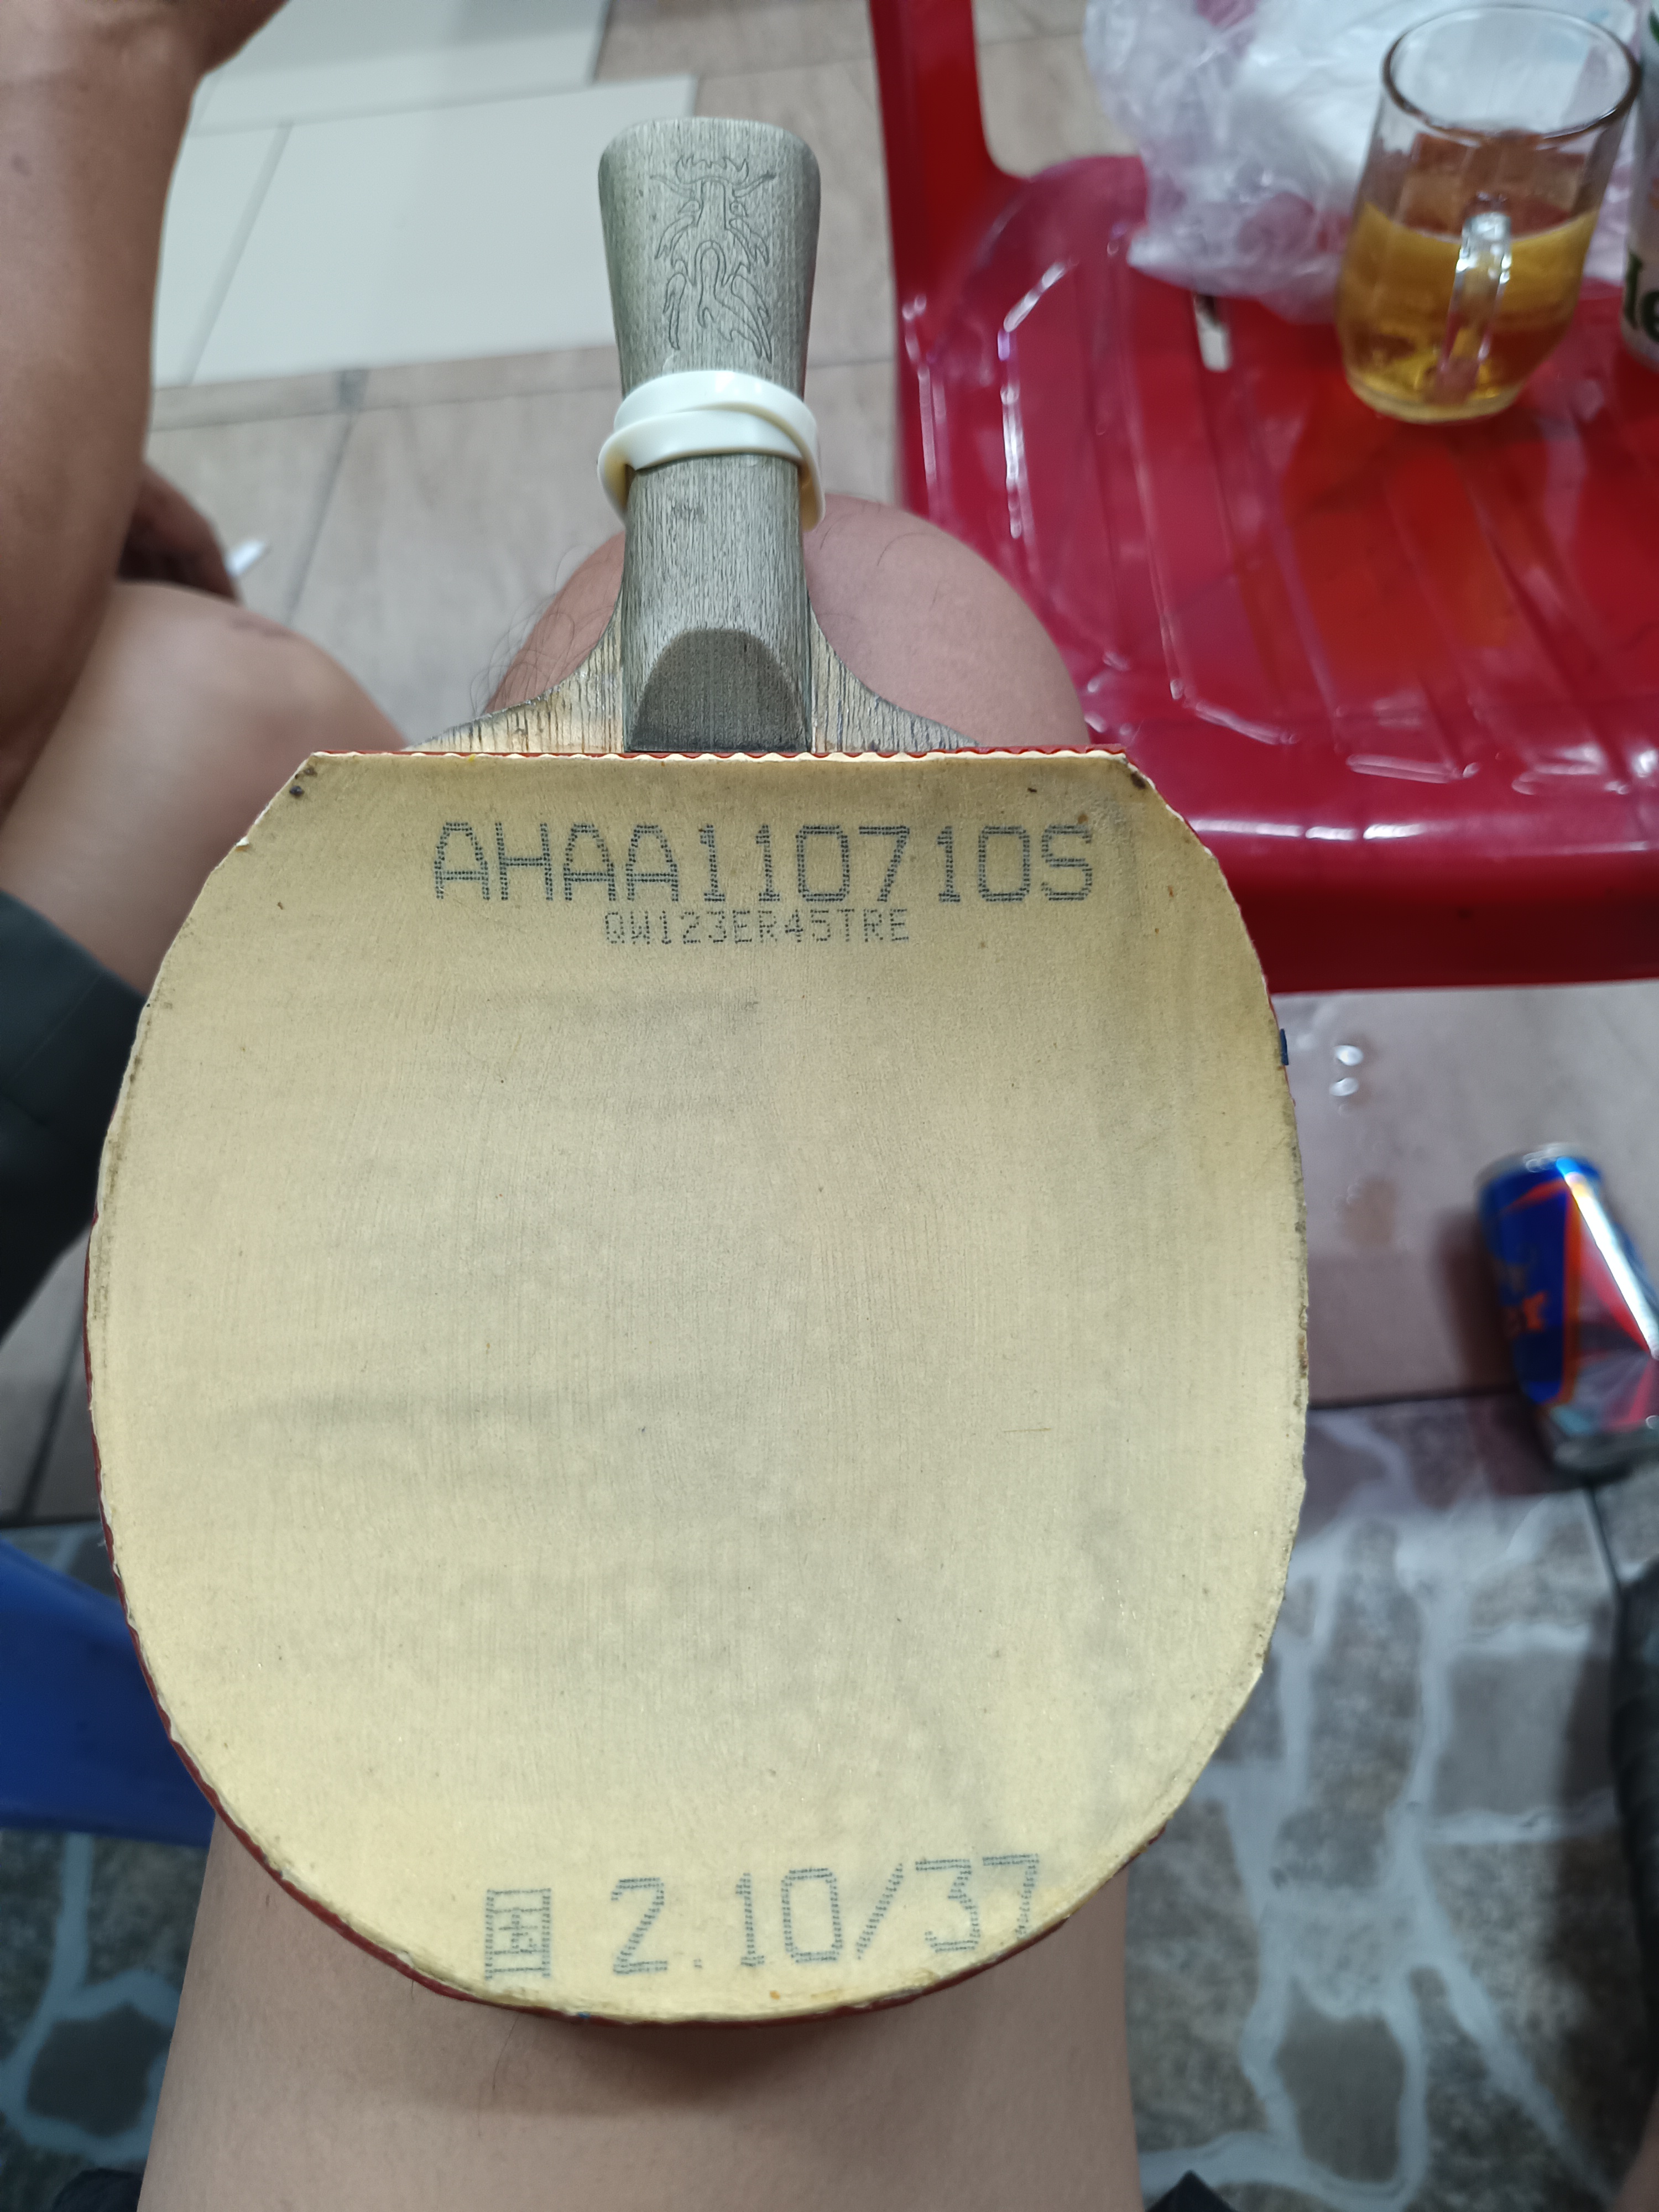 AHAA110710S
QW123ER45TRE
国 2.10/37